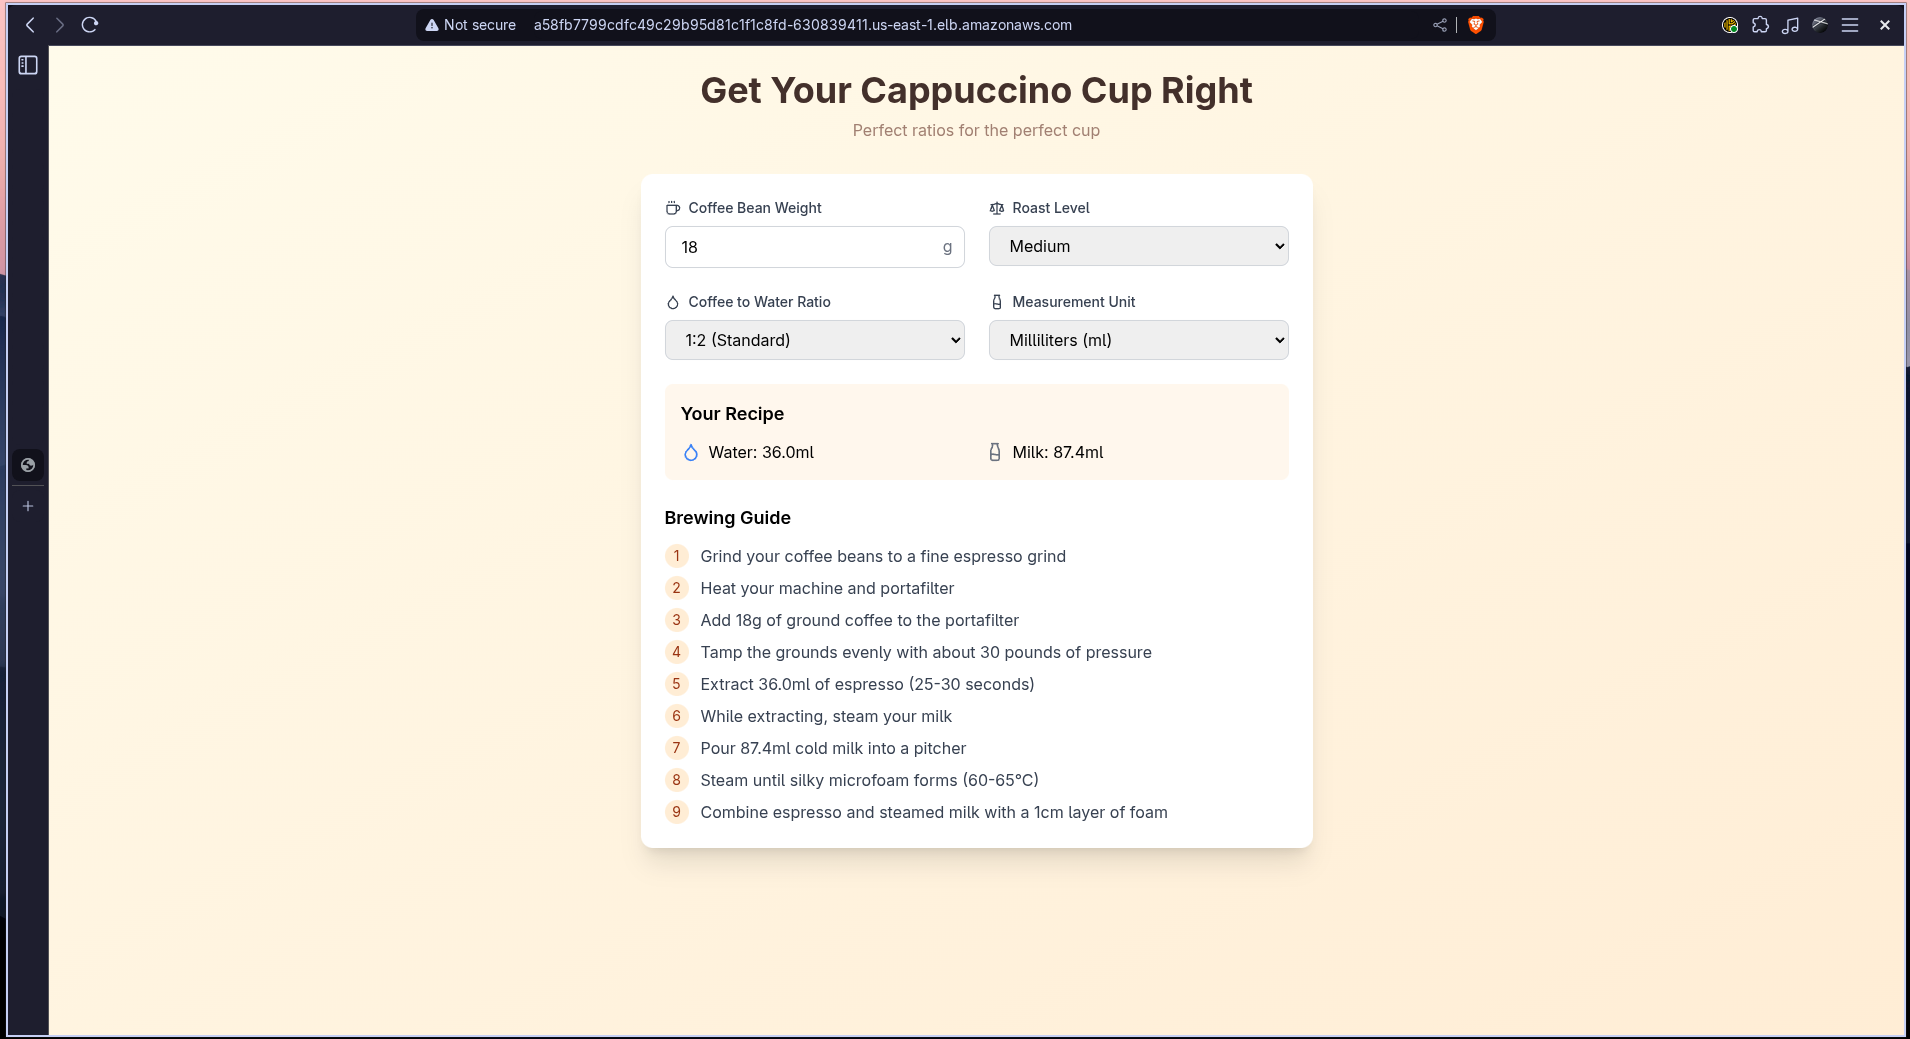 Not secure a58fb7799cdfc49c29b95d81c1f1c8fd-630839411.us-east-1.elb.amazonaws.com
Get Your Cappuccino Cup Right
Perfect ratios for the perfect cup
Coffee Bean Weight
18 g
Roast Level
Medium
Coffee to Water Ratio
1:2 (Standard)
Measurement Unit
Milliliters (ml)
Your Recipe
Water: 36.0ml
Milk: 87.4ml
Brewing Guide
1 Grind your coffee beans to a fine espresso grind
2 Heat your machine and portafilter
3 Add 18g of ground coffee to the portafilter
4 Tamp the grounds evenly with about 30 pounds of pressure
5 Extract 36.0ml of espresso (25-30 seconds)
6 While extracting, steam your milk
7 Pour 87.4ml cold milk into a pitcher
8 Steam until silky microfoam forms (60-65°C)
9 Combine espresso and steamed milk with a 1cm layer of foam